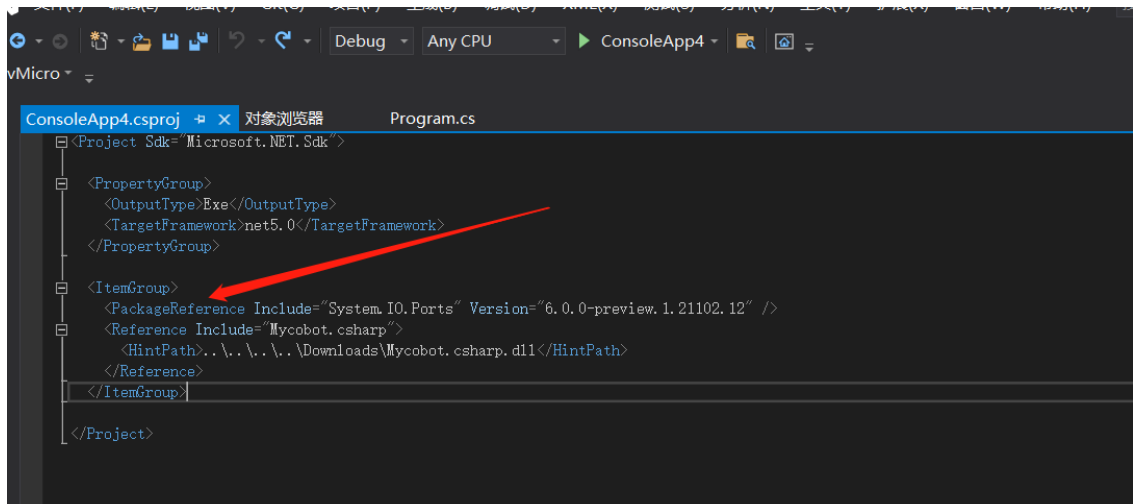 Debug Any CPU ConsoleApp4
vMicro
ConsoleApp4.csproj 对象浏览器 Program.cs
<Project Sdk="Microsoft.NET.Sdk">
<PropertyGroup>
<OutputType>Exe</OutputType>
<TargetFramework>net5.0</TargetFramework>
</PropertyGroup>
<ItemGroup>
<PackageReference Include="System.IO.Ports" Version="6.0.0-preview.1.21102.12" />
<Reference Include="Mycobot.csharp">
<HintPath>..\..\..\..\Downloads\Mycobot.csharp.dll</HintPath>
</Reference>
</ItemGroup>
</Project>